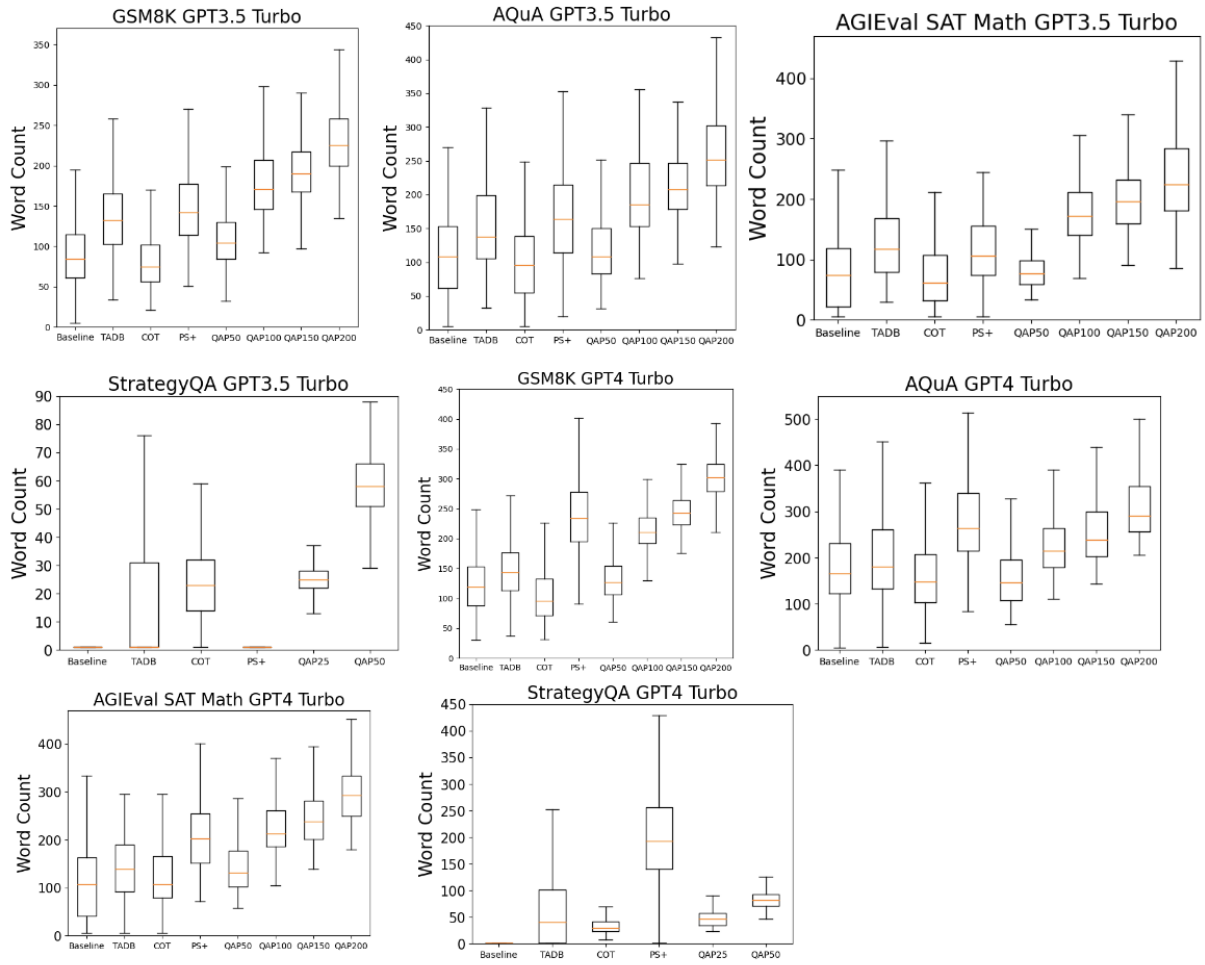 GSM8K GPT3.5 Turbo
350
300
250
200
150
100
50
0
Word Count
Baseline TADB COT PS+ QAP50 QAP100 QAP150 QAP200
AQuA GPT3.5 Turbo
450
400
350
300
250
200
150
100
50
0
Word Count
Baseline TADB COT PS+ QAP50 QAP100 QAP150 QAP200
AGIEval SAT Math GPT3.5 Turbo
400
300
200
100
0
Word Count
Baseline TADB COT PS+ QAP50 QAP100 QAP150 QAP200
StrategyQA GPT3.5 Turbo
90
80
70
60
50
40
30
20
10
0
Word Count
Baseline TADB COT PS+ QAP25 QAP50
GSM8K GPT4 Turbo
450
400
350
300
250
200
150
100
50
0
Word Count
Baseline TADB COT PS+ QAP50 QAP100 QAP150 QAP200
AQuA GPT4 Turbo
500
400
300
200
100
0
Word Count
Baseline TADB COT PS+ QAP50 QAP100 QAP150 QAP200
AGIEval SAT Math GPT4 Turbo
400
300
200
100
0
Word Count
Baseline TADB COT PS+ QAP50 QAP100 QAP150 QAP200
StrategyQA GPT4 Turbo
450
400
350
300
250
200
150
100
50
0
Word Count
Baseline TADB COT PS+ QAP25 QAP50